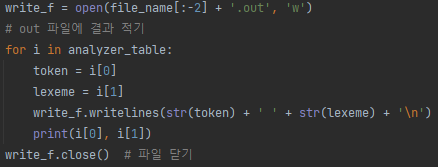 write_f = open(file_name[:-2] + '.out', 'w')
# out 파일에 결과 적기
for i in analyzer_table:
    token = i[0]
    lexeme = i[1]
    write_f.writelines(str(token) + ' ' + str(lexeme) + '\n')
    print(i[0], i[1])
write_f.close()  # 파일 닫기